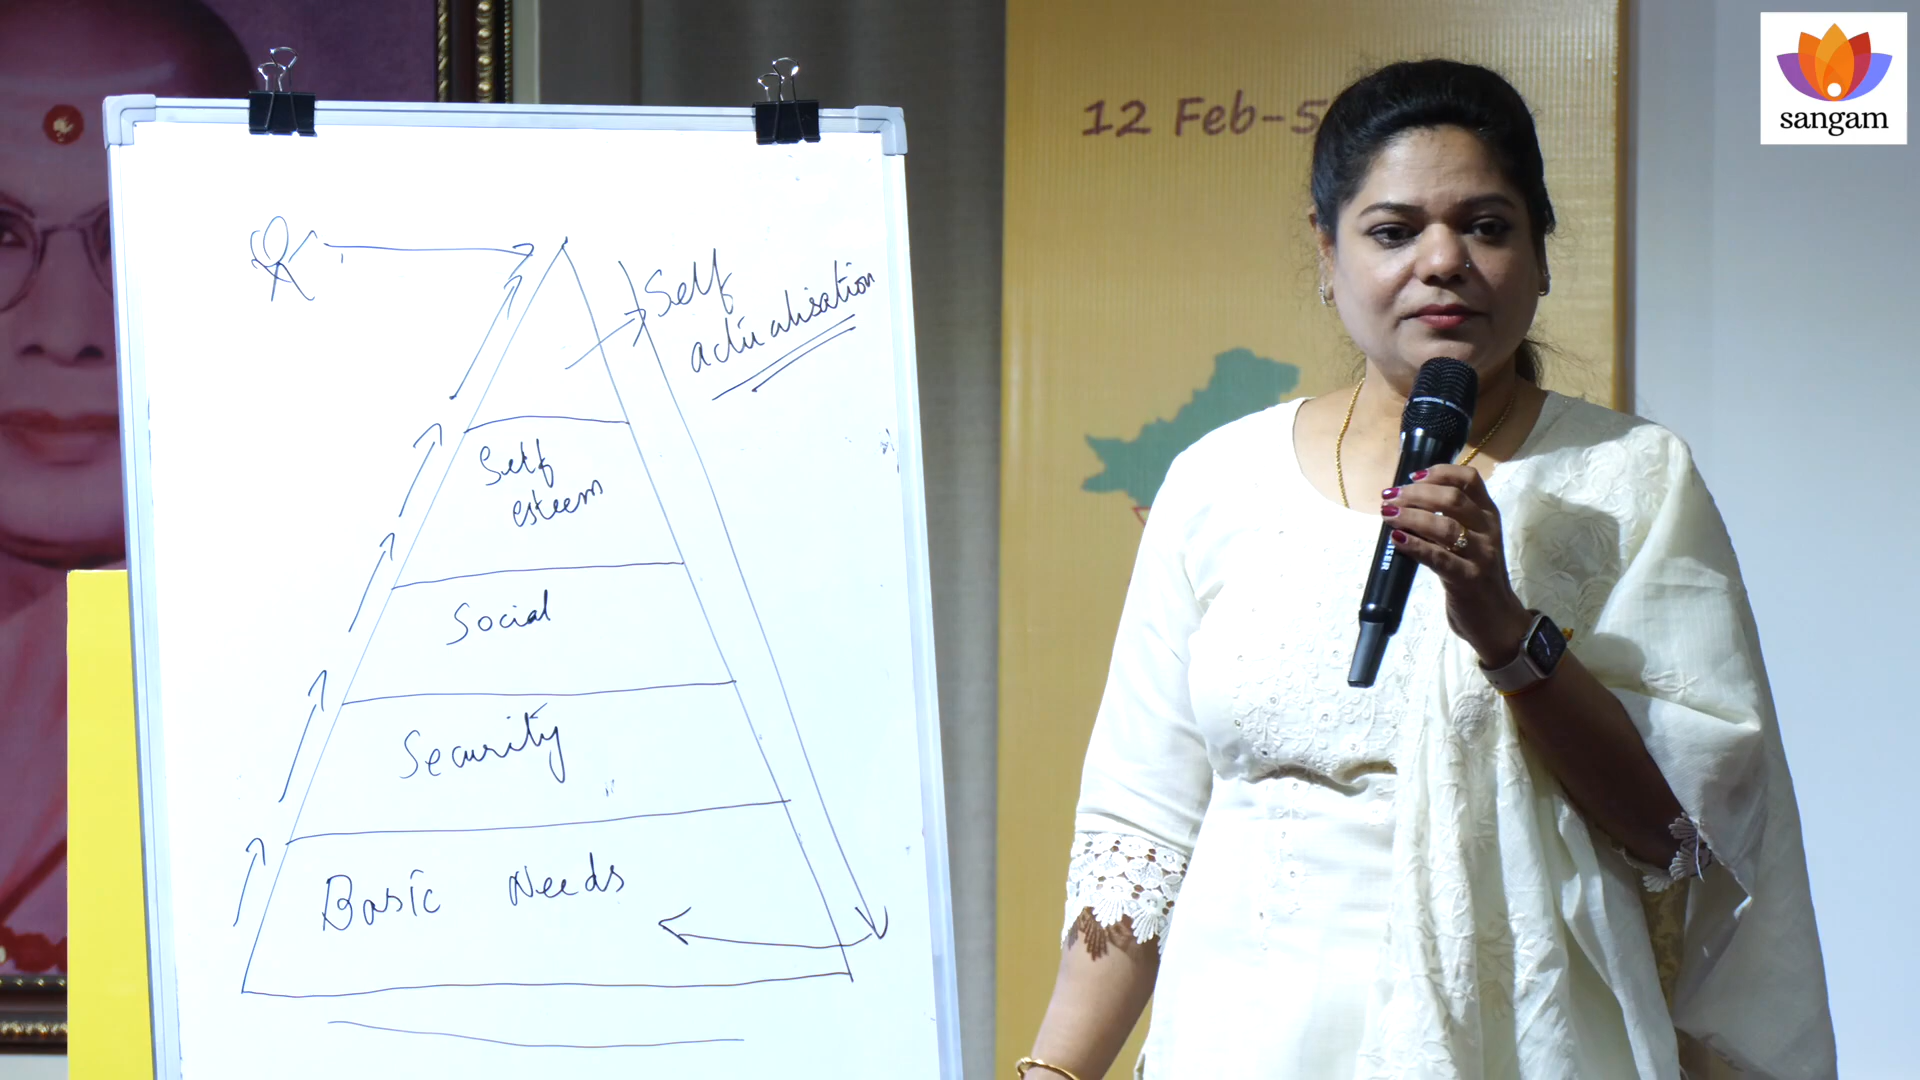 sangam
12 Feb-5
Self
actualisation
Self
esteem
Social
Security
Basic Needs